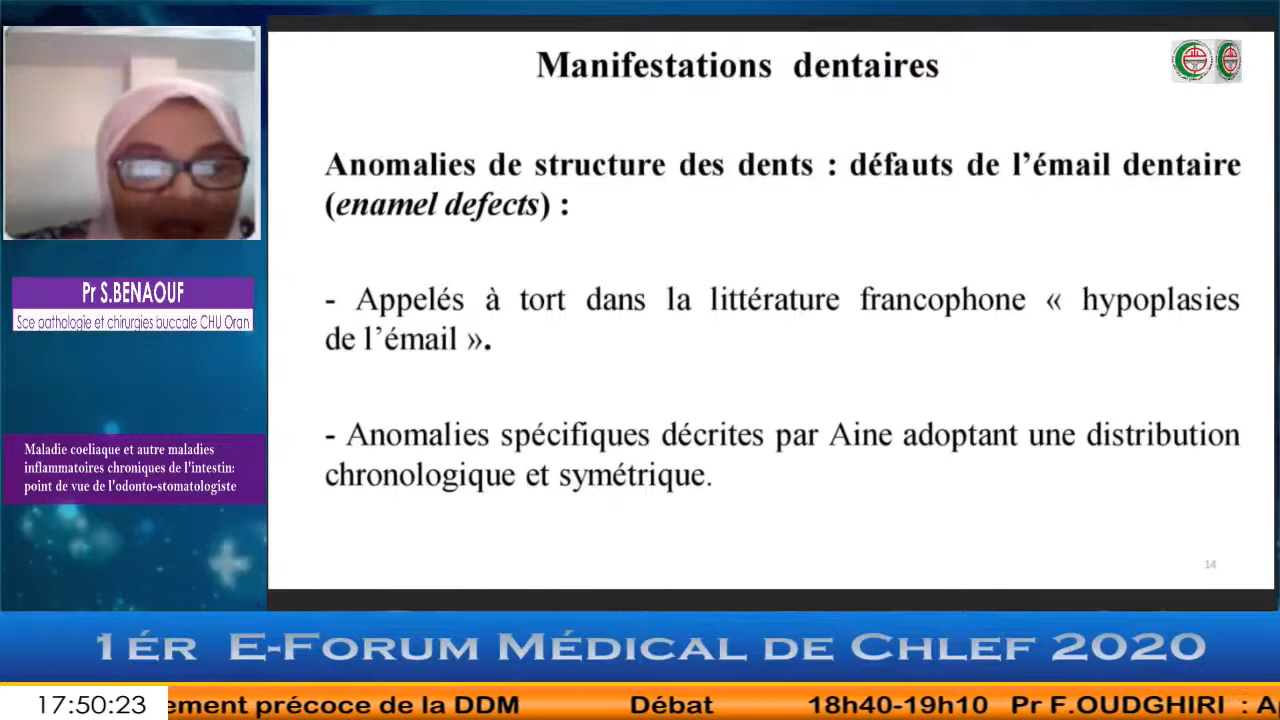 Manifestations dentaires
Anomalies de structure des dents : défauts de l’émail dentaire
(enamel defects) :
- Appelés à tort dans la littérature francophone « hypoplasies
de l’émail ».
- Anomalies spécifiques décrites par Aine adoptant une distribution
chronologique et symétrique.
14
Pr S.BENAOUF
Sce pathologie et chirurgies buccale CHU Oran
Maladie coeliaque et autre maladies
inflammatoires chroniques de l'intestin:
point de vue de l'odonto-stomatologiste
1ér E-Forum Médical de Chlef 2020
17:50:23 ement précoce de la DDM Débat 18h40-19h10 Pr F.OUDGHIRI : A